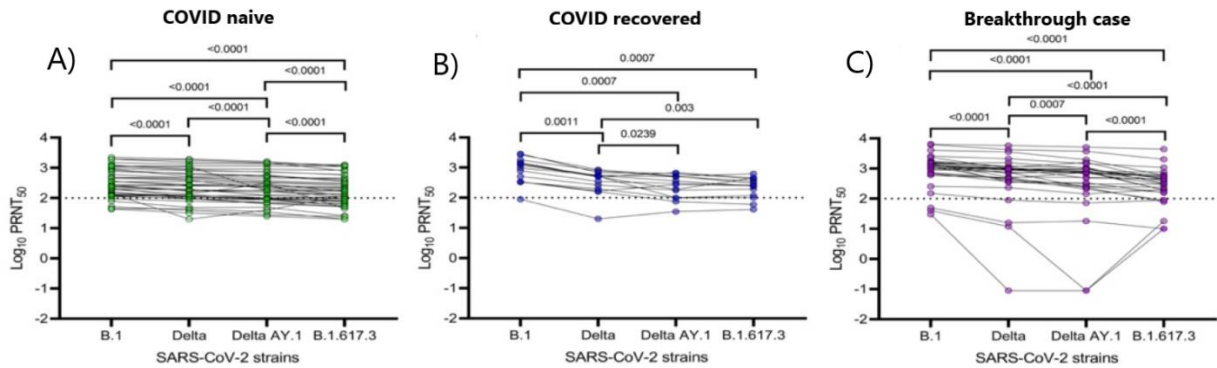 COVID naive
A)
<0.0001
<0.0001
<0.0001
<0.0001
<0.0001
<0.0001
4
3
2
1
0
-1
-2
Log10 PRNT50
B.1 Delta Delta AY.1 B.1.617.3
SARS-CoV-2 strains
COVID recovered
B)
0.0007
0.0007
0.003
0.0011
0.0239
4
3
2
1
0
-1
-2
Log10 PRNT50
B.1 Delta Delta AY.1 B.1.617.3
SARS-CoV-2 strains
Breakthrough case
C)
<0.0001
<0.0001
<0.0001
<0.0001
0.0007
<0.0001
4
3
2
1
0
-1
-2
Log10 PRNT50
B.1 Delta Delta AY.1 B.1.617.3
SARS-CoV-2 strains